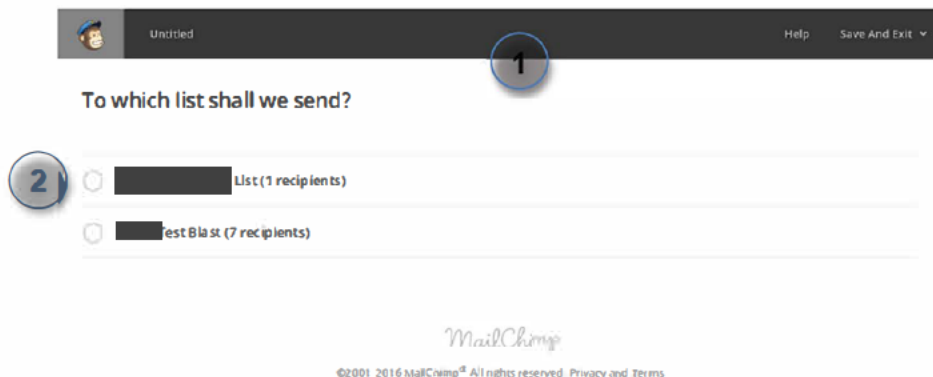 Untitled
Help Save And Exit
1
To which list shall we send?
2
List (1 recipients)
Test Blast (7 recipients)
MailChimp
©2001 2016 MailChimp® All rights reserved. Privacy and Terms